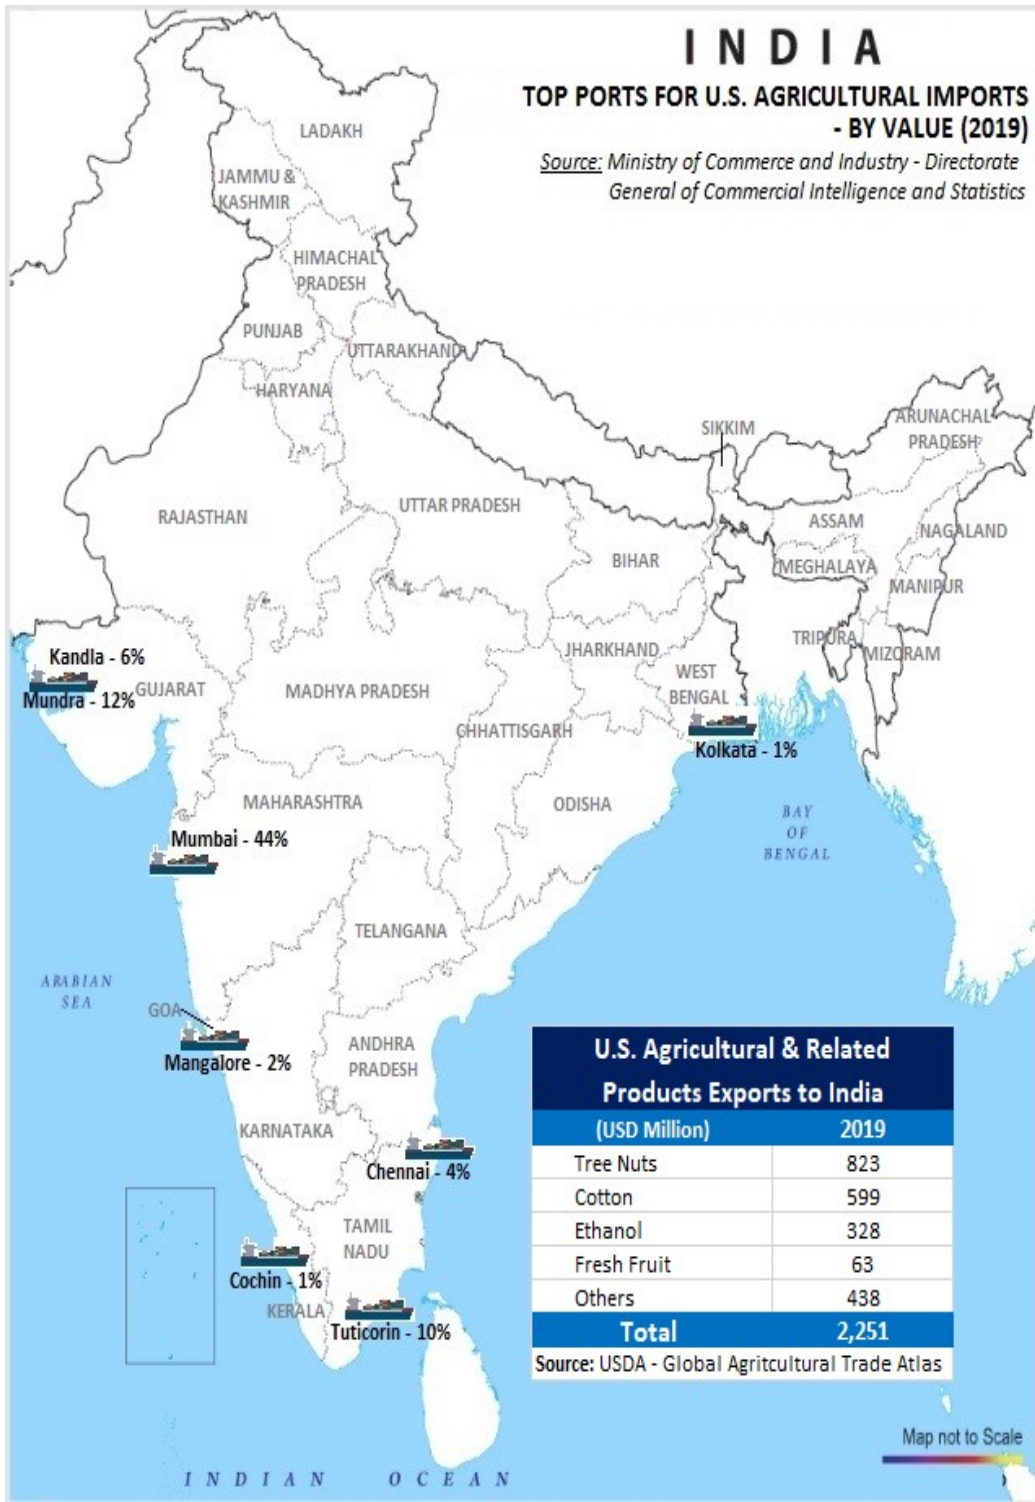 I N D I A
TOP PORTS FOR U.S. AGRICULTURAL IMPORTS
- BY VALUE (2019)
Source: Ministry of Commerce and Industry - Directorate
General of Commercial Intelligence and Statistics
LADAKH
JAMMU &
KASHMIR
HIMACHAL
PRADESH
PUNJAB
UTTARAKHAND
HARYANA
SIKKIM
ARUNACHAL
PRADESH
RAJASTHAN
UTTAR PRADESH
ASSAM
NAGALAND
BIHAR
MEGHALAYA
MANIPUR
TRIPURA
MIZORAM
JHARKHAND
WEST
BENGAL
Kandla - 6%
Mundra - 12%
GUJARAT
MADHYA PRADESH
CHHATTISGARH
Kolkata - 1%
MAHARASHTRA
ODISHA
BAY
OF
BENGAL
Mumbai - 44%
TELANGANA
ARABIAN
SEA
GOA
Mangalore - 2%
ANDHRA
PRADESH
KARNATAKA
Chennai - 4%
TAMIL
NADU
Cochin - 1%
KERALA
Tuticorin - 10%
U.S. Agricultural & Related
Products Exports to India
(USD Million) 2019
Tree Nuts 823
Cotton 599
Ethanol 328
Fresh Fruit 63
Others 438
Total 2,251
Source: USDA - Global Agritcultural Trade Atlas
Map not to Scale
I N D I A N O C E A N